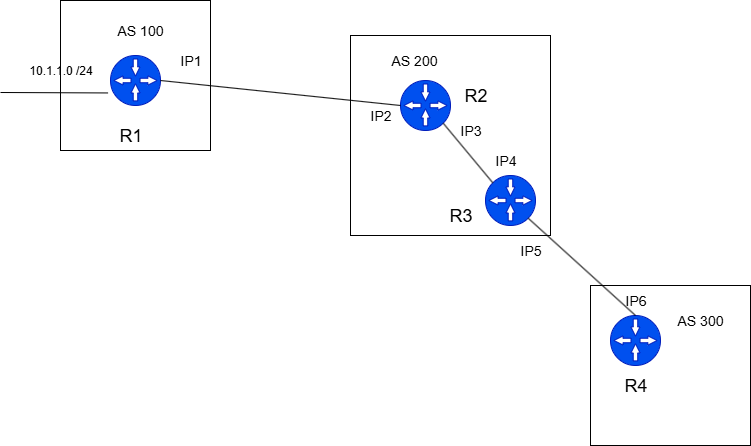 AS 100
10.1.1.0 /24
IP1
R1
AS 200
R2
IP2
IP3
IP4
R3
IP5
IP6
AS 300
R4